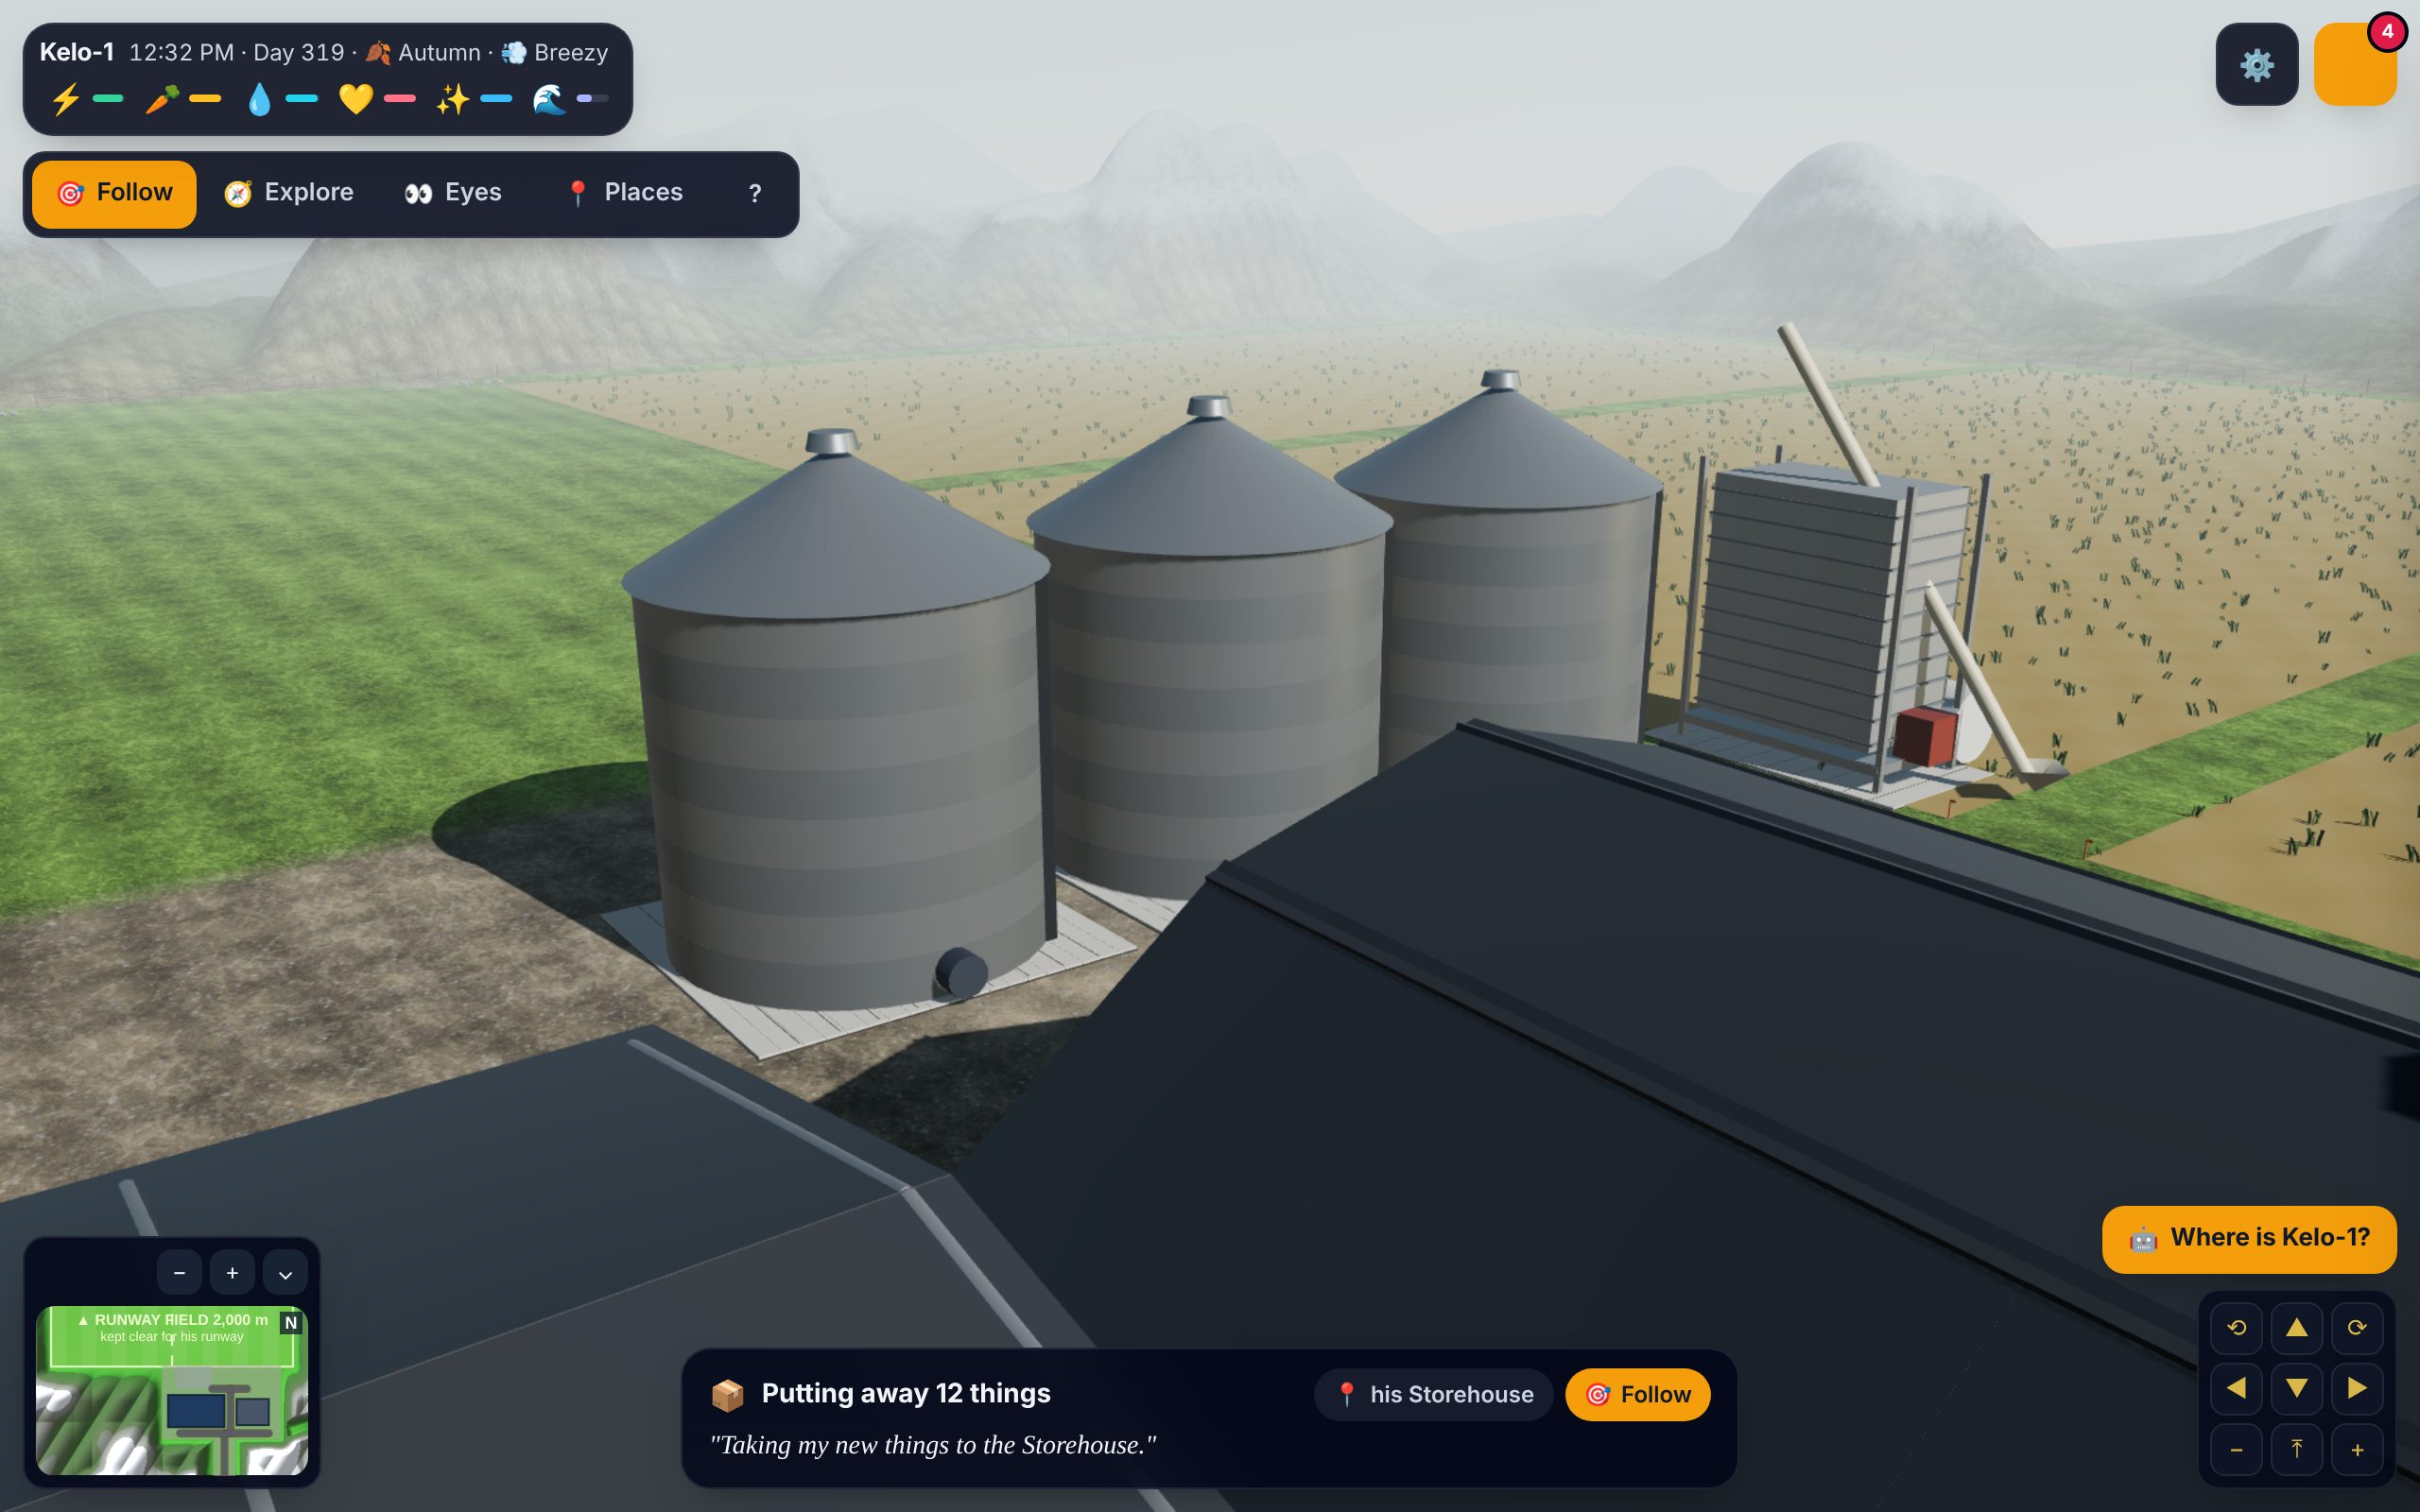 Kelo-1 12:32 PM · Day 319 · Autumn · Breezy
4
Follow
Explore
Eyes
Places
?
▲ RUNWAY FIELD 2,000 m
N
kept clear for his runway
Putting away 12 things
his Storehouse
Follow
"Taking my new things to the Storehouse."
Where is Kelo-1?